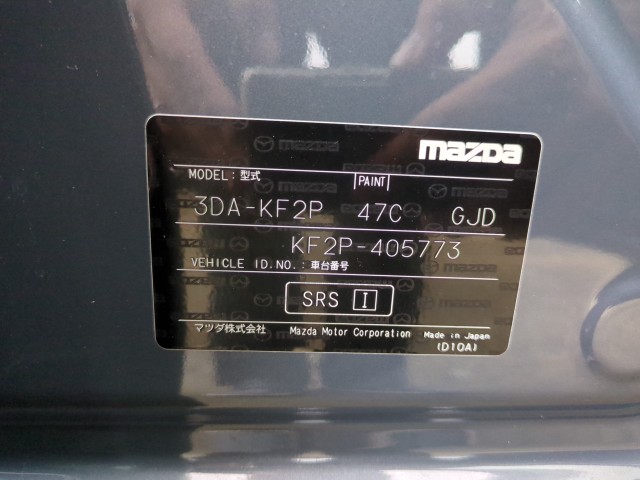 mazda
MODEL:型式 PAINT
3DA-KF2P 47C GJD
KF2P-405773
VEHICLE ID.NO.:車台番号
SRS I
マツダ株式会社 Mazda Motor Corporation Made in Japan
(D10A)